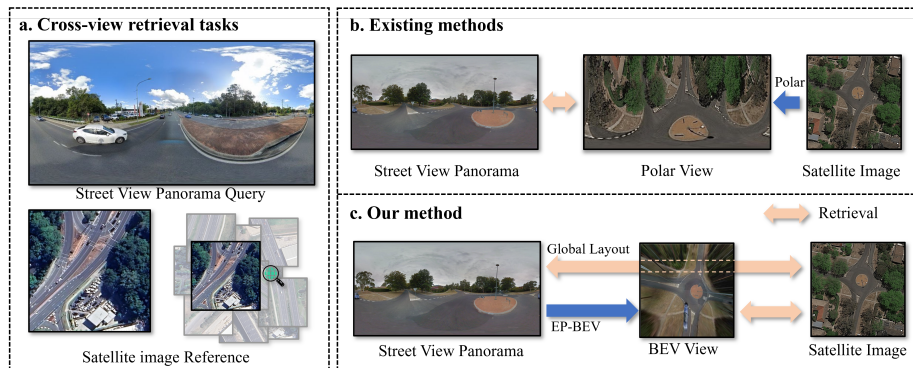 a. Cross-view retrieval tasks
Street View Panorama Query
Satellite image Reference
b. Existing methods
Polar
Street View Panorama
Polar View
Satellite Image
c. Our method
Retrieval
Global Layout
EP-BEV
Street View Panorama
BEV View
Satellite Image